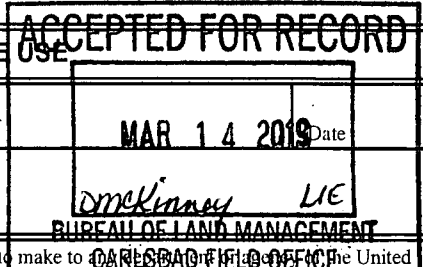 ACCEPTED FOR RECORD
USE
MAR 14 2019 Date
DMcKinney LIE
BUREAU OF LAND MANAGEMENT
CARLSBAD FIELD OFFICE
make to any department or agency of the United